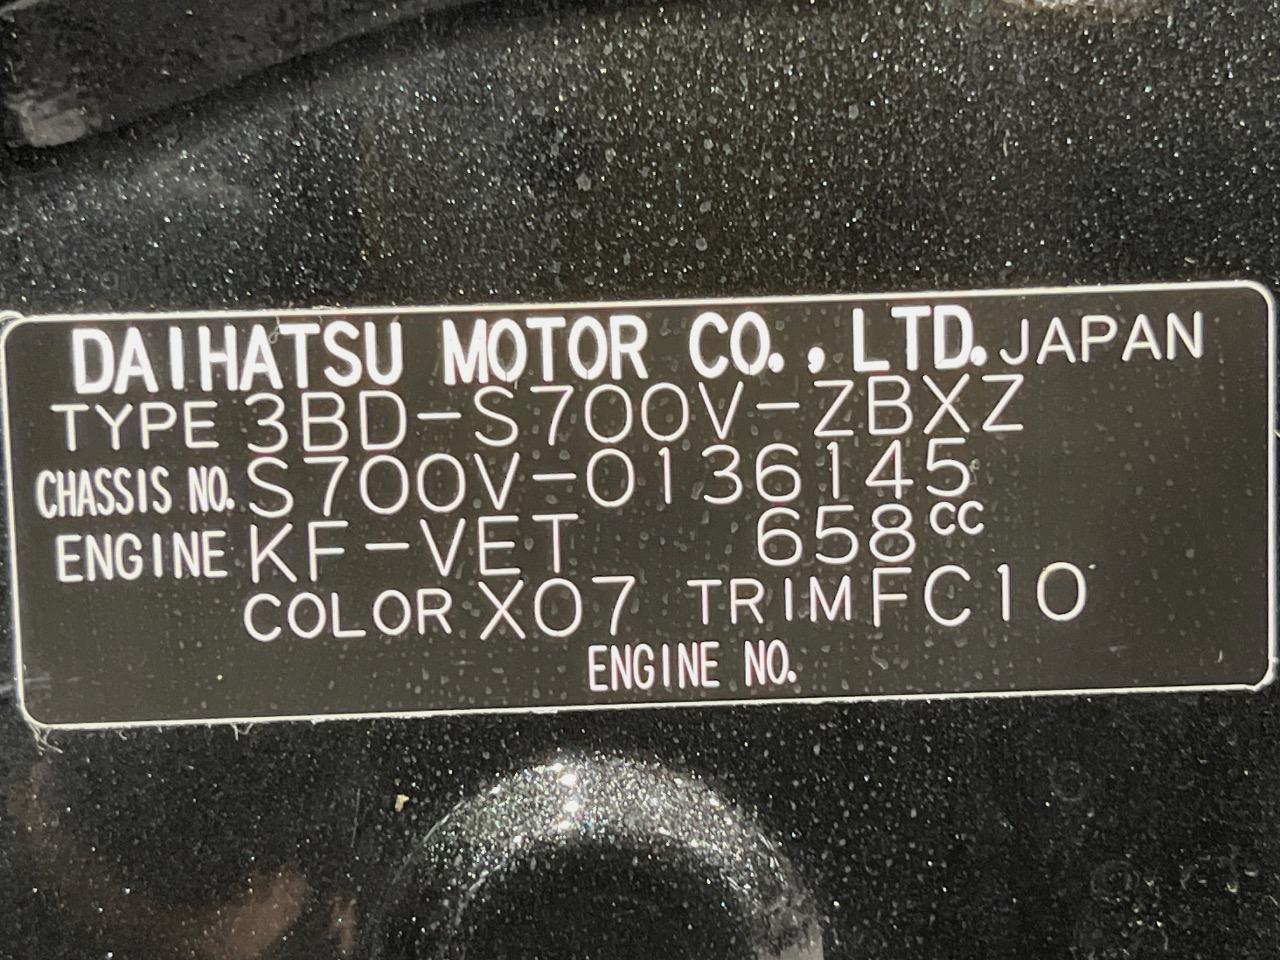 DAIHATSU MOTOR CO., LTD. JAPAN
TYPE 3BD-S700V-ZBXZ
CHASSIS NO. S700V-0136145
ENGINE KF-VET 658cc
COLOR X07 TRIM FC10
ENGINE NO.